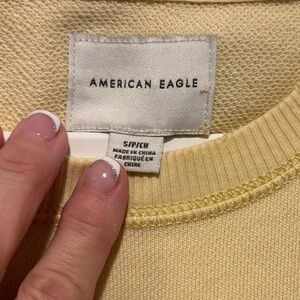 AMERICAN EAGLE
S/P/CH
MADE IN CHINA
FABRIQUÉ EN
CHINE